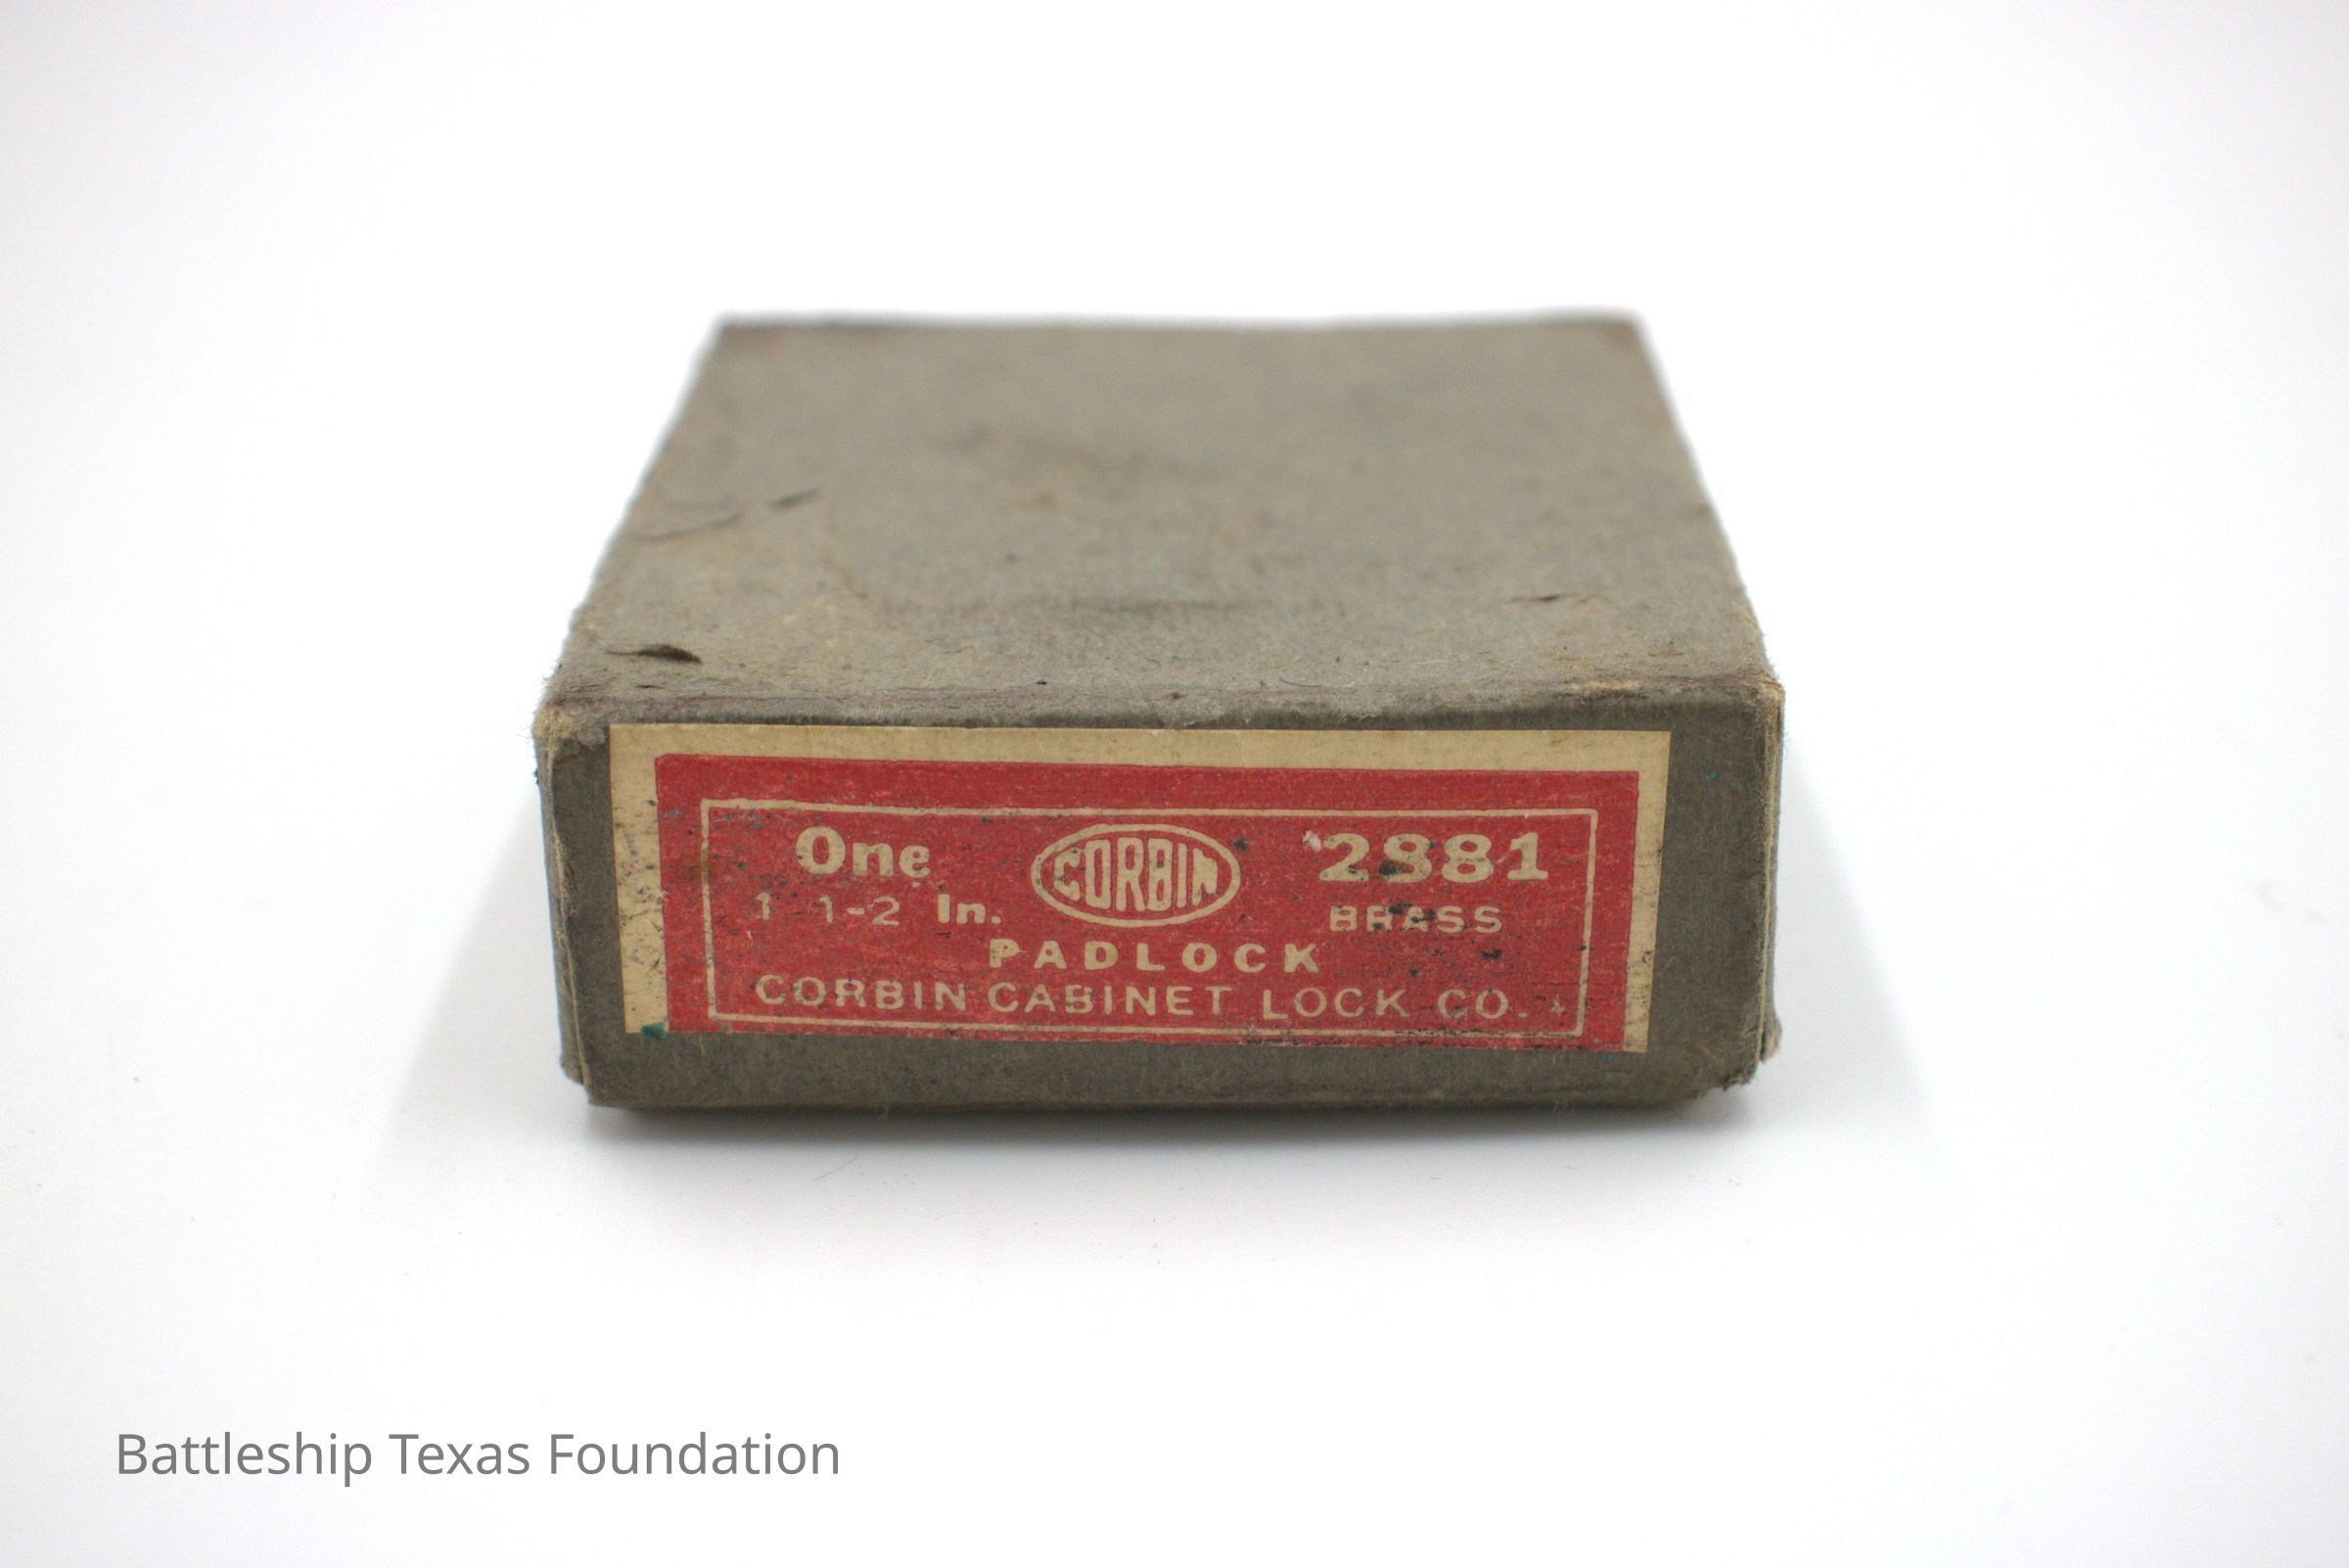 One CORBIN 2881
1 1-2 In. BRASS
PADLOCK
CORBIN CABINET LOCK CO.
Battleship Texas Foundation